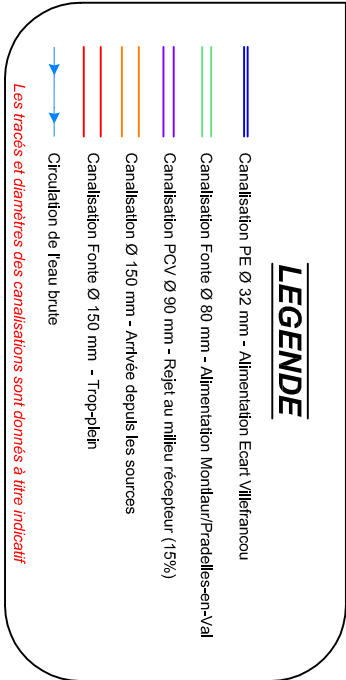 LEGENDE
Canalisation PE Ø 32 mm - Alimentation Ecart Villefrancou
Canalisation Fonte Ø 80 mm - Alimentation Montlaur/Pradelles-en-Val
Canalisation PCV Ø 90 mm - Rejet au milieu récepteur (15%)
Canalisation Ø 150 mm - Arrivée depuis les sources
Canalisation Fonte Ø 150 mm - Trop-plein
Circulation de l'eau brute
Les tracés et diamètres des canalisations sont donnés à titre indicatif